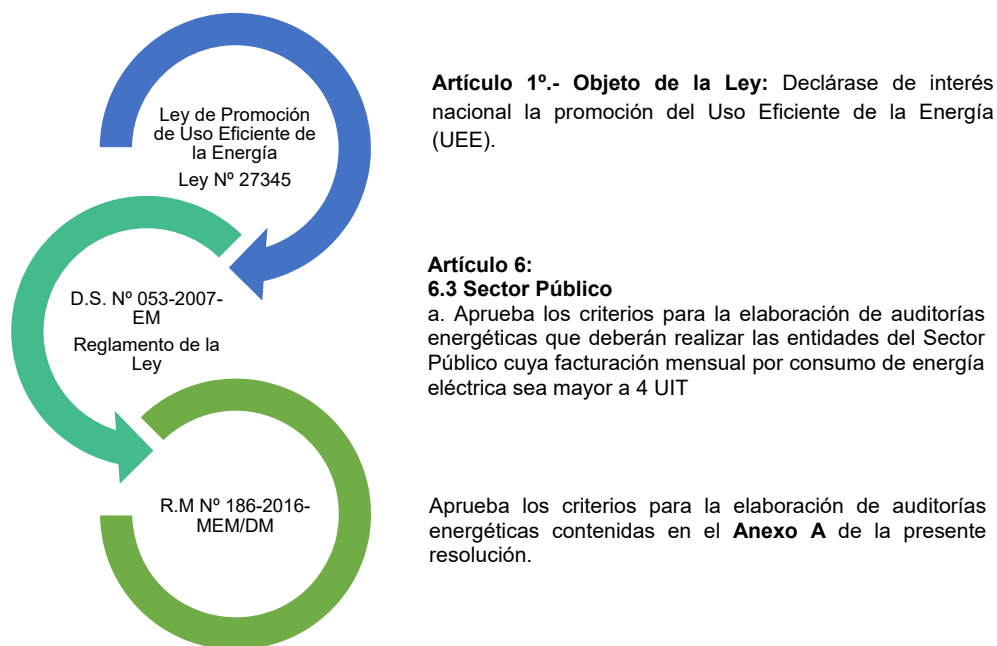 Ley de Promoción
de Uso Eficiente de
la Energía
Ley Nº 27345
Artículo 1º.- Objeto de la Ley: Declárase de interés
nacional la promoción del Uso Eficiente de la Energía
(UEE).
D.S. Nº 053-2007-
EM
Reglamento de la
Ley
Artículo 6:
6.3 Sector Público
a. Aprueba los criterios para la elaboración de auditorías
energéticas que deberán realizar las entidades del Sector
Público cuya facturación mensual por consumo de energía
eléctrica sea mayor a 4 UIT
R.M Nº 186-2016-
MEM/DM
Aprueba los criterios para la elaboración de auditorías
energéticas contenidas en el Anexo A de la presente
resolución.